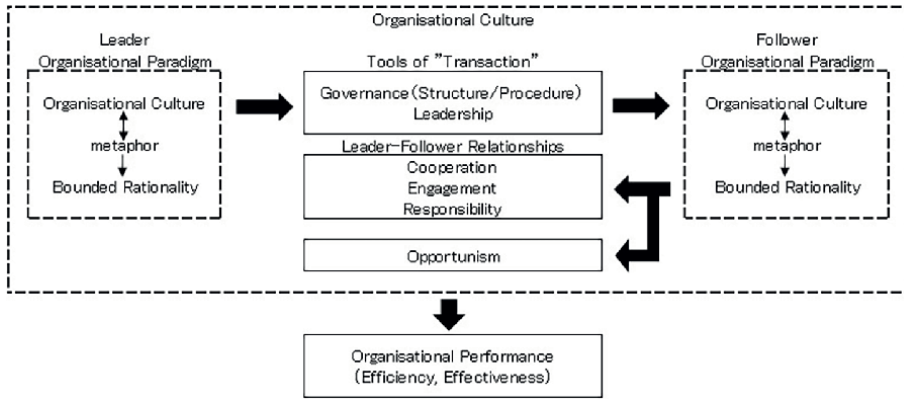 Organisational Culture
Leader
Organisational Paradigm
Organisational Culture
metaphor
Bounded Rationality
Tools of "Transaction"
Governance(Structure/Procedure)
Leadership
Leader-Follower Relationships
Cooperation
Engagement
Responsibility
Opportunism
Follower
Organisational Paradigm
Organisational Culture
metaphor
Bounded Rationality
Organisational Performance
(Efficiency, Effectiveness)